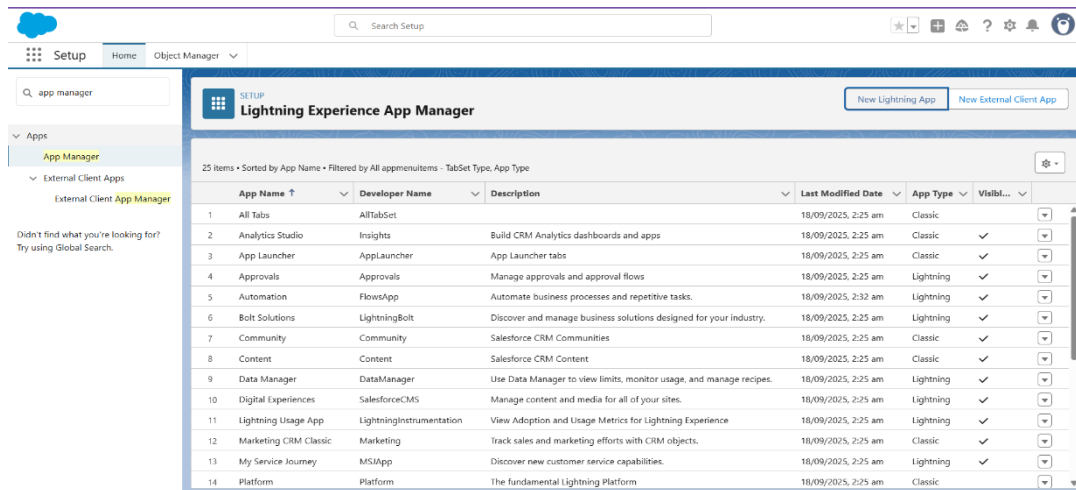 Search Setup
Setup Home Object Manager
app manager
Apps
App Manager
External Client Apps
External Client App Manager
Didn't find what you're looking for?
Try using Global Search.
SETUP
Lightning Experience App Manager
New Lightning App New External Client App
25 items • Sorted by App Name • Filtered by All appmenuitems - TabSet Type, App Type
App Name ↑ Developer Name Description Last Modified Date App Type Visibl...
1 All Tabs AllTabSet 18/09/2025, 2:25 am Classic
2 Analytics Studio Insights Build CRM Analytics dashboards and apps 18/09/2025, 2:25 am Classic ✓
3 App Launcher AppLauncher App Launcher tabs 18/09/2025, 2:25 am Classic ✓
4 Approvals Approvals Manage approvals and approval flows 18/09/2025, 2:25 am Lightning ✓
5 Automation FlowsApp Automate business processes and repetitive tasks. 18/09/2025, 2:32 am Lightning ✓
6 Bolt Solutions LightningBolt Discover and manage business solutions designed for your industry. 18/09/2025, 2:25 am Lightning ✓
7 Community Community Salesforce CRM Communities 18/09/2025, 2:25 am Classic ✓
8 Content Content Salesforce CRM Content 18/09/2025, 2:25 am Classic ✓
9 Data Manager DataManager Use Data Manager to view limits, monitor usage, and manage recipes. 18/09/2025, 2:25 am Lightning ✓
10 Digital Experiences SalesforceCMS Manage content and media for all of your sites. 18/09/2025, 2:25 am Lightning ✓
11 Lightning Usage App LightningInstrumentation View Adoption and Usage Metrics for Lightning Experience 18/09/2025, 2:25 am Lightning ✓
12 Marketing CRM Classic Marketing Track sales and marketing efforts with CRM objects. 18/09/2025, 2:25 am Classic ✓
13 My Service Journey MSJApp Discover new customer service capabilities. 18/09/2025, 2:25 am Lightning ✓
14 Platform Platform The fundamental Lightning Platform 18/09/2025, 2:25 am Classic